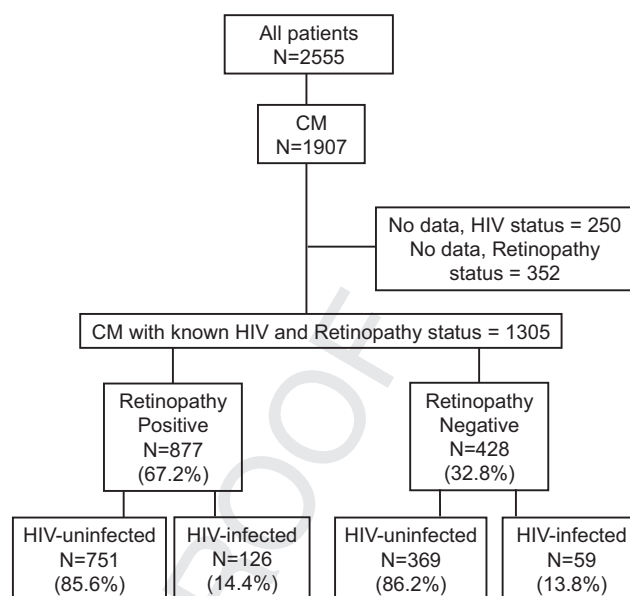 All patients
N=2555
CM
N=1907
No data, HIV status = 250
No data, Retinopathy
status = 352
CM with known HIV and Retinopathy status = 1305
Retinopathy
Positive
N=877
(67.2%)
Retinopathy
Negative
N=428
(32.8%)
HIV-uninfected
N=751
(85.6%)
HIV-infected
N=126
(14.4%)
HIV-uninfected
N=369
(86.2%)
HIV-infected
N=59
(13.8%)
ROOF